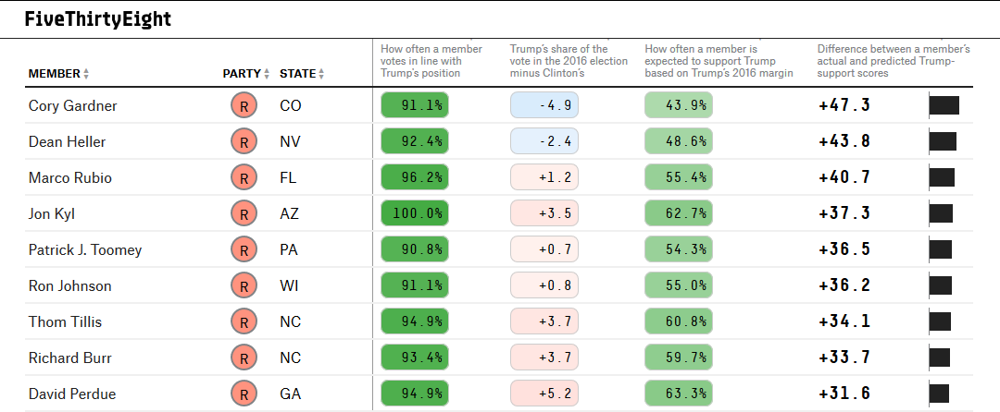 FiveThirtyEight
How often a member votes in line with Trump's position
Trump's share of the vote in the 2016 election minus Clinton's
How often a member is expected to support Trump based on Trump's 2016 margin
Difference between a member's actual and predicted Trump-support scores
MEMBER PARTY STATE
Cory Gardner R CO 91.1% -4.9 43.9% +47.3
Dean Heller R NV 92.4% -2.4 48.6% +43.8
Marco Rubio R FL 96.2% +1.2 55.4% +40.7
Jon Kyl R AZ 100.0% +3.5 62.7% +37.3
Patrick J. Toomey R PA 90.8% +0.7 54.3% +36.5
Ron Johnson R WI 91.1% +0.8 55.0% +36.2
Thom Tillis R NC 94.9% +3.7 60.8% +34.1
Richard Burr R NC 93.4% +3.7 59.7% +33.7
David Perdue R GA 94.9% +5.2 63.3% +31.6